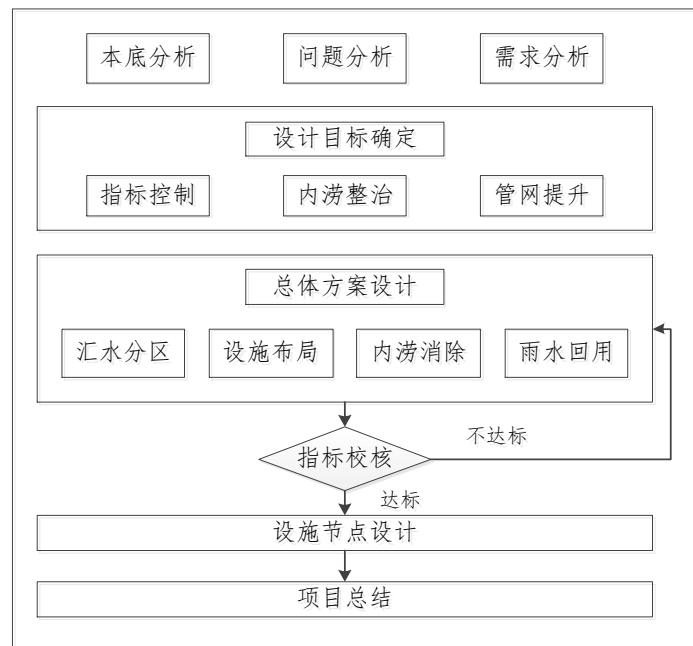 本底分析 问题分析 需求分析
设计目标确定
指标控制 内涝整治 管网提升
总体方案设计
汇水分区 设施布局 内涝消除 雨水回用
不达标
指标校核
达标
设施节点设计
项目总结